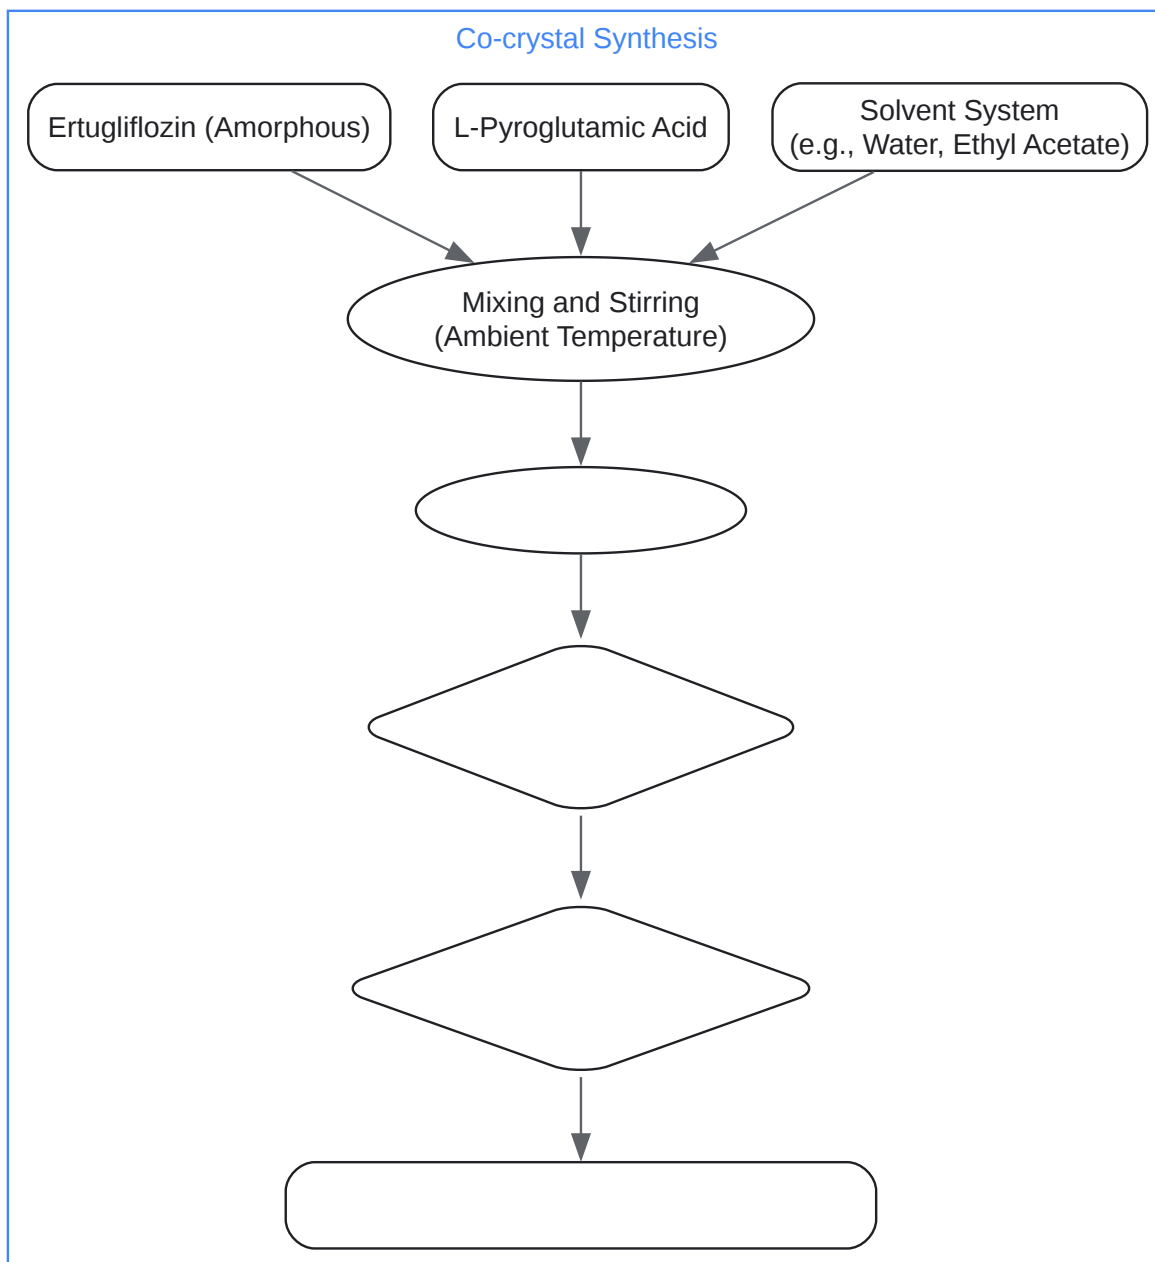 Co-crystal Synthesis
Ertugliflozin (Amorphous)
L-Pyroglutamic Acid
Solvent System
(e.g., Water, Ethyl Acetate)
Mixing and Stirring
(Ambient Temperature)